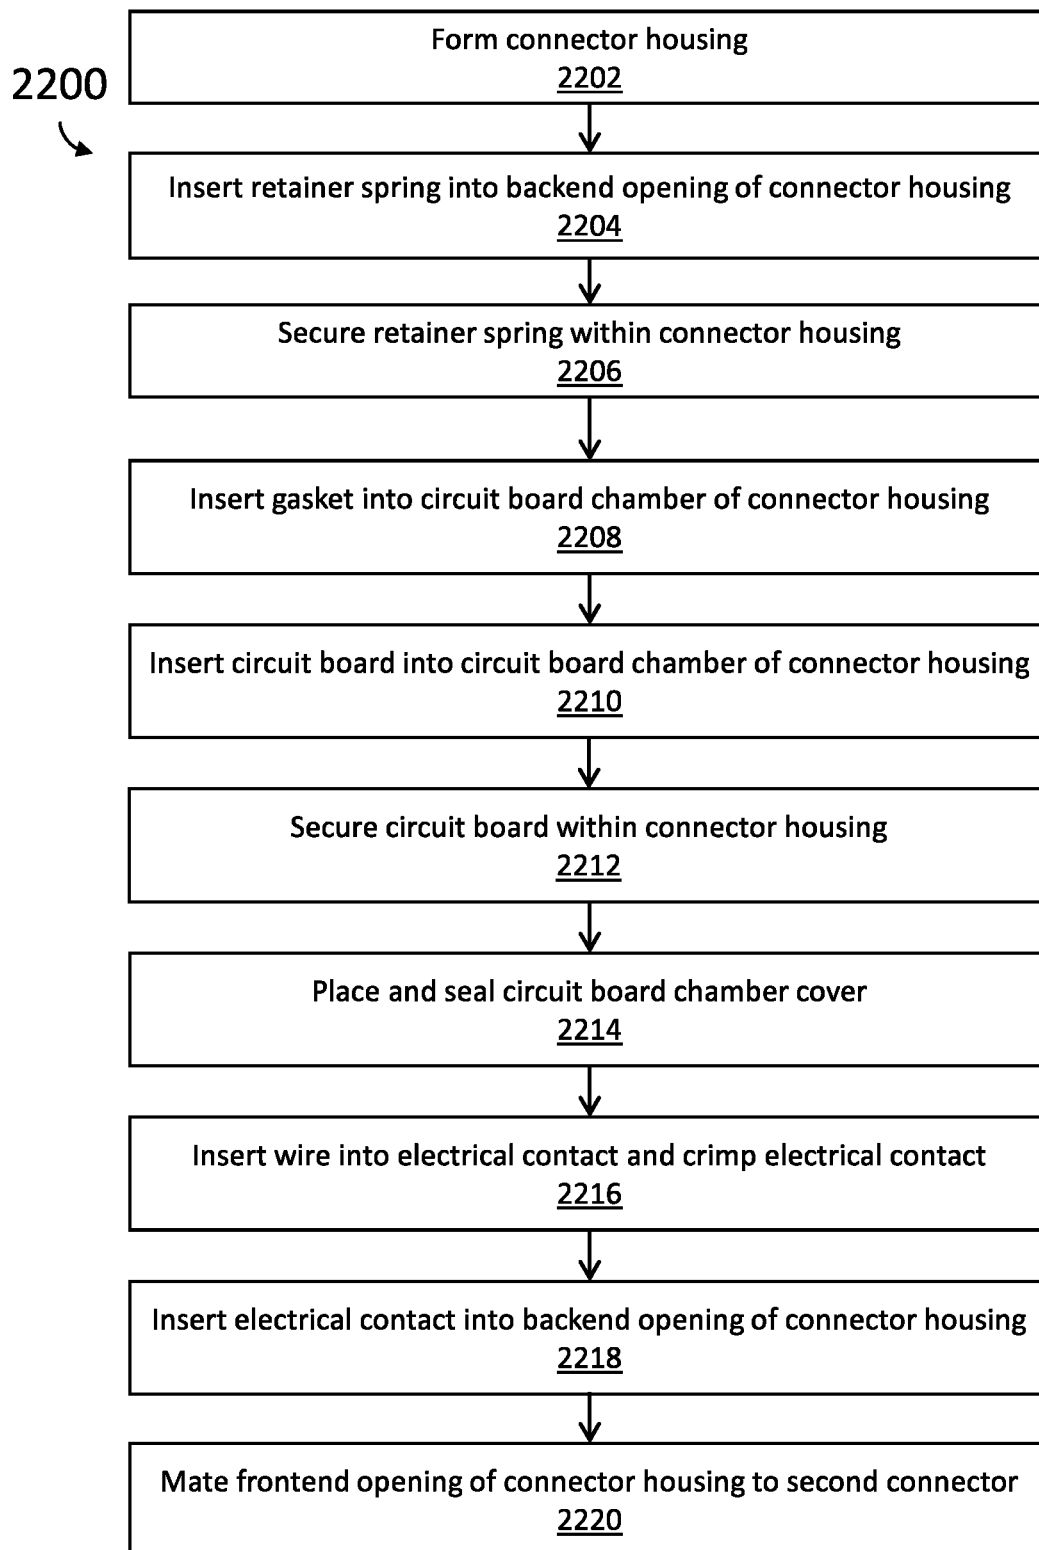 Form connector housing
2202
2200
Insert retainer spring into backend opening of connector housing
2204
Secure retainer spring within connector housing
2206
Insert gasket into circuit board chamber of connector housing
2208
Insert circuit board into circuit board chamber of connector housing
2210
Secure circuit board within connector housing
2212
Place and seal circuit board chamber cover
2214
Insert wire into electrical contact and crimp electrical contact
2216
Insert electrical contact into backend opening of connector housing
2218
Mate frontend opening of connector housing to second connector
2220